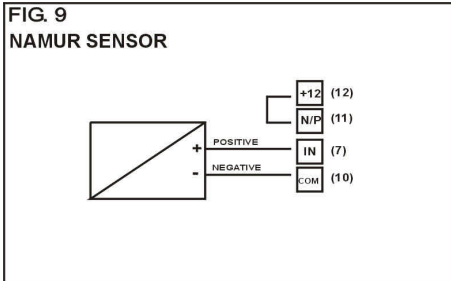 FIG. 9
NAMUR SENSOR
+12 (12)
N/P (11)
+ POSITIVE IN (7)
- NEGATIVE COM (10)